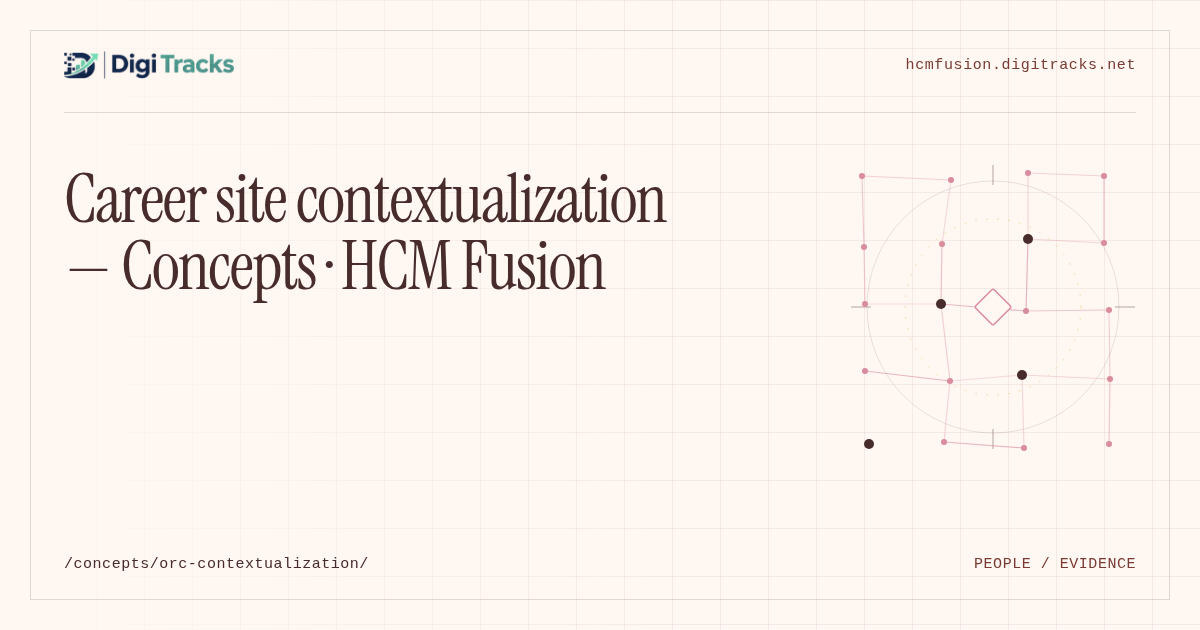 Digi Tracks
hcmfusion.digitracks.net
Career site contextualization
— Concepts · HCM Fusion
/concepts/orc-contextualization/
PEOPLE / EVIDENCE